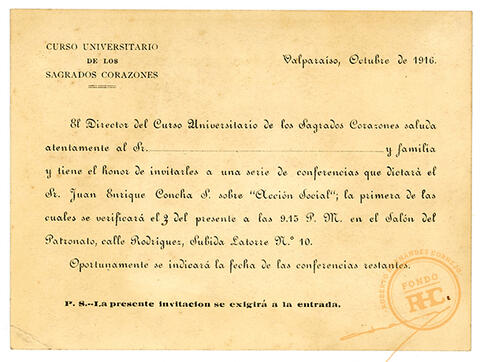 CURSO UNIVERSITARIO
DE LOS
SAGRADOS CORAZONES
Valparaíso, Octubre de 1916.
El Director del Curso Universitario de los Sagrados Corazones saluda
atentamente al Sr. y familia
y tiene el honor de invitarles a una serie de conferencias que dictará el
Sr. Juan Enrique Concha S. sobre "Acción Social"; la primera de las
cuales se verificará el 3 del presente a las 9.15 P. M. en el Salón del
Patronato, calle Rodríguez, Subida Latorre N.º 10.
Oportunamente se indicará la fecha de las conferencias restantes.
P. S.--La presente invitacion se exigirá a la entrada.
ROBERTO HERNANDEZ CORNEJO
FONDO
RHC